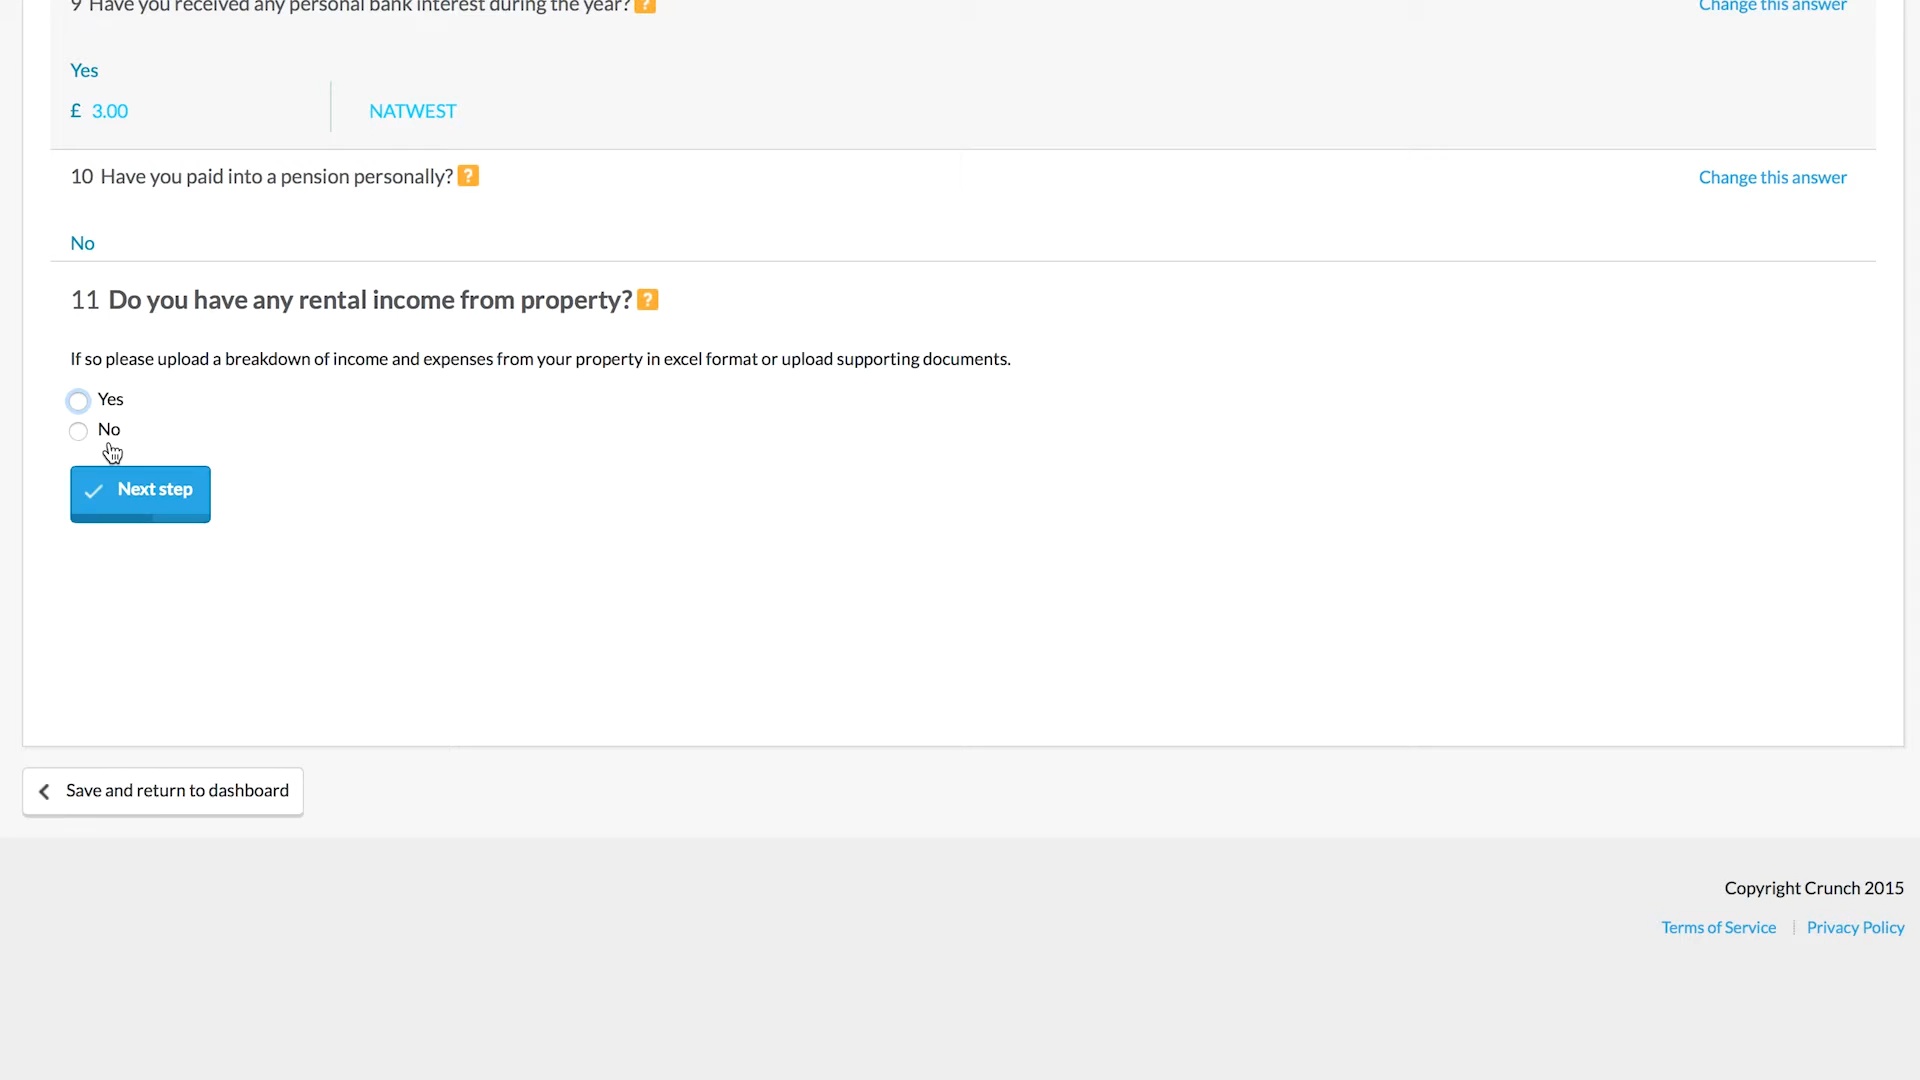 9 Have you received any personal bank interest during the year? ?
Change this answer
Yes
£ 3.00
NATWEST
10 Have you paid into a pension personally? ?
Change this answer
No
11 Do you have any rental income from property? ?
If so please upload a breakdown of income and expenses from your property in excel format or upload supporting documents.
Yes
No
Next step
Save and return to dashboard
Copyright Crunch 2015
Terms of Service | Privacy Policy